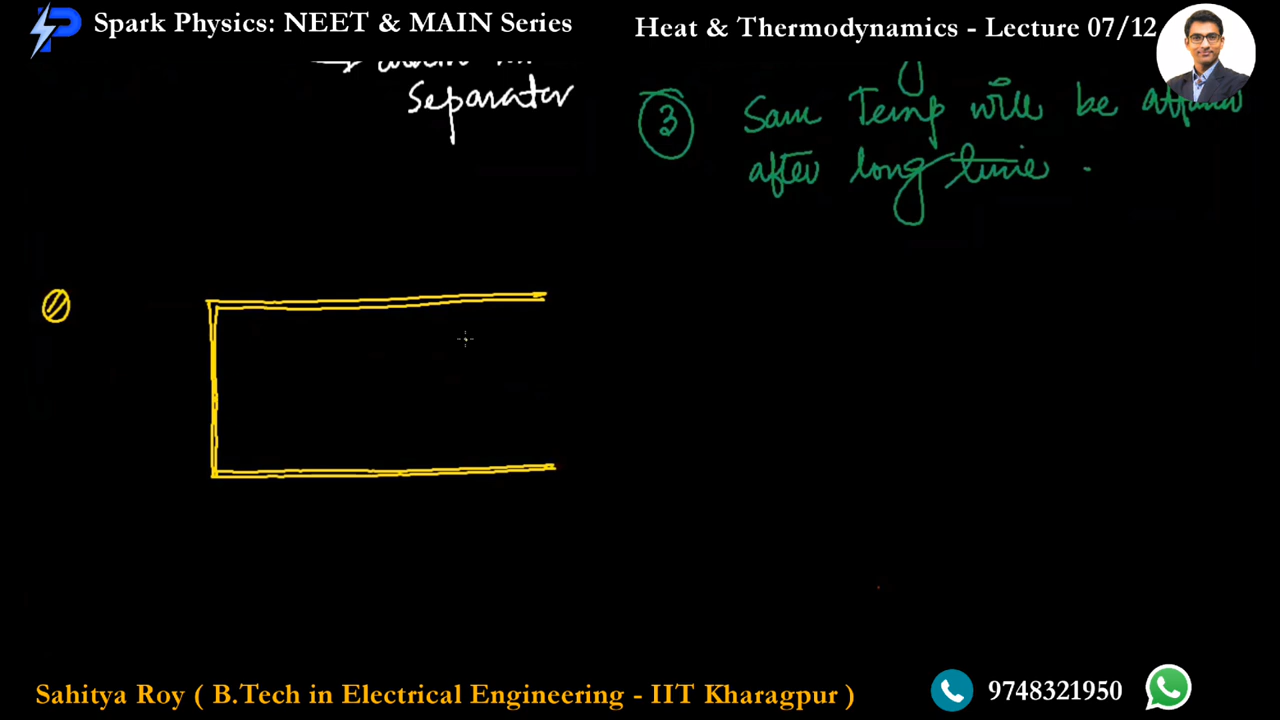 Spark Physics: NEET & MAIN Series
Heat & Thermodynamics - Lecture 07/12
Separator
3 Sam Temp will be
after long time .
Sahitya Roy ( B.Tech in Electrical Engineering - IIT Kharagpur )
9748321950